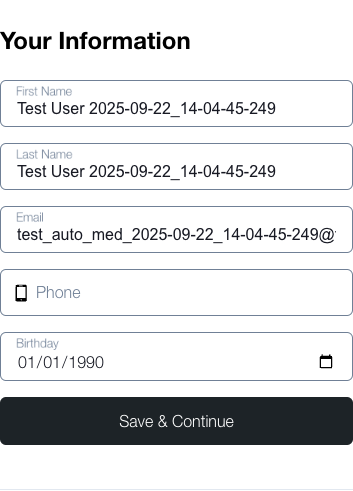 Your Information
First Name
Test User 2025-09-22_14-04-45-249
Last Name
Test User 2025-09-22_14-04-45-249
Email
test_auto_med_2025-09-22_14-04-45-249@
Phone
Birthday
01/01/1990
Save & Continue